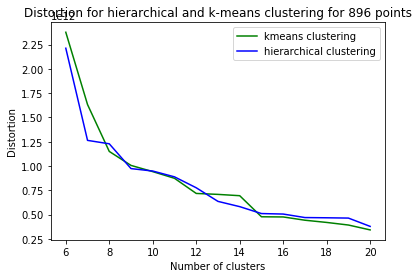 Distortion for hierarchical and k-means clustering for 896 points
1e12
kmeans clustering
hierarchical clustering
2.25
2.00
1.75
1.50
1.25
1.00
0.75
0.50
0.25
Distortion
6 8 10 12 14 16 18 20
Number of clusters